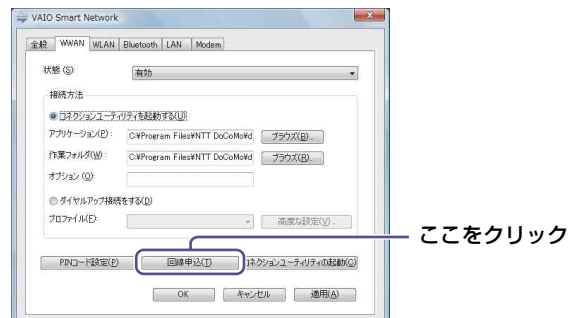 VAIO Smart Network
全般 WWAN WLAN Bluetooth LAN Modem
状態 (S): 有効
接続方法
コネクションユーティリティを起動する(U)
アプリケーション(P): C:¥Program Files¥NTT DoCoMo¥d ブラウズ(B)...
作業フォルダ(W): C:¥Program Files¥NTT DoCoMo¥d ブラウズ(R)...
オプション (O):
ダイヤルアップ接続をする(D)
プロファイル(F): 高度な設定(V)...
ここをクリック
PINコード設定(E) 回線申込(T) コネクションユーティリティの起動(C)
OK キャンセル 適用(A)